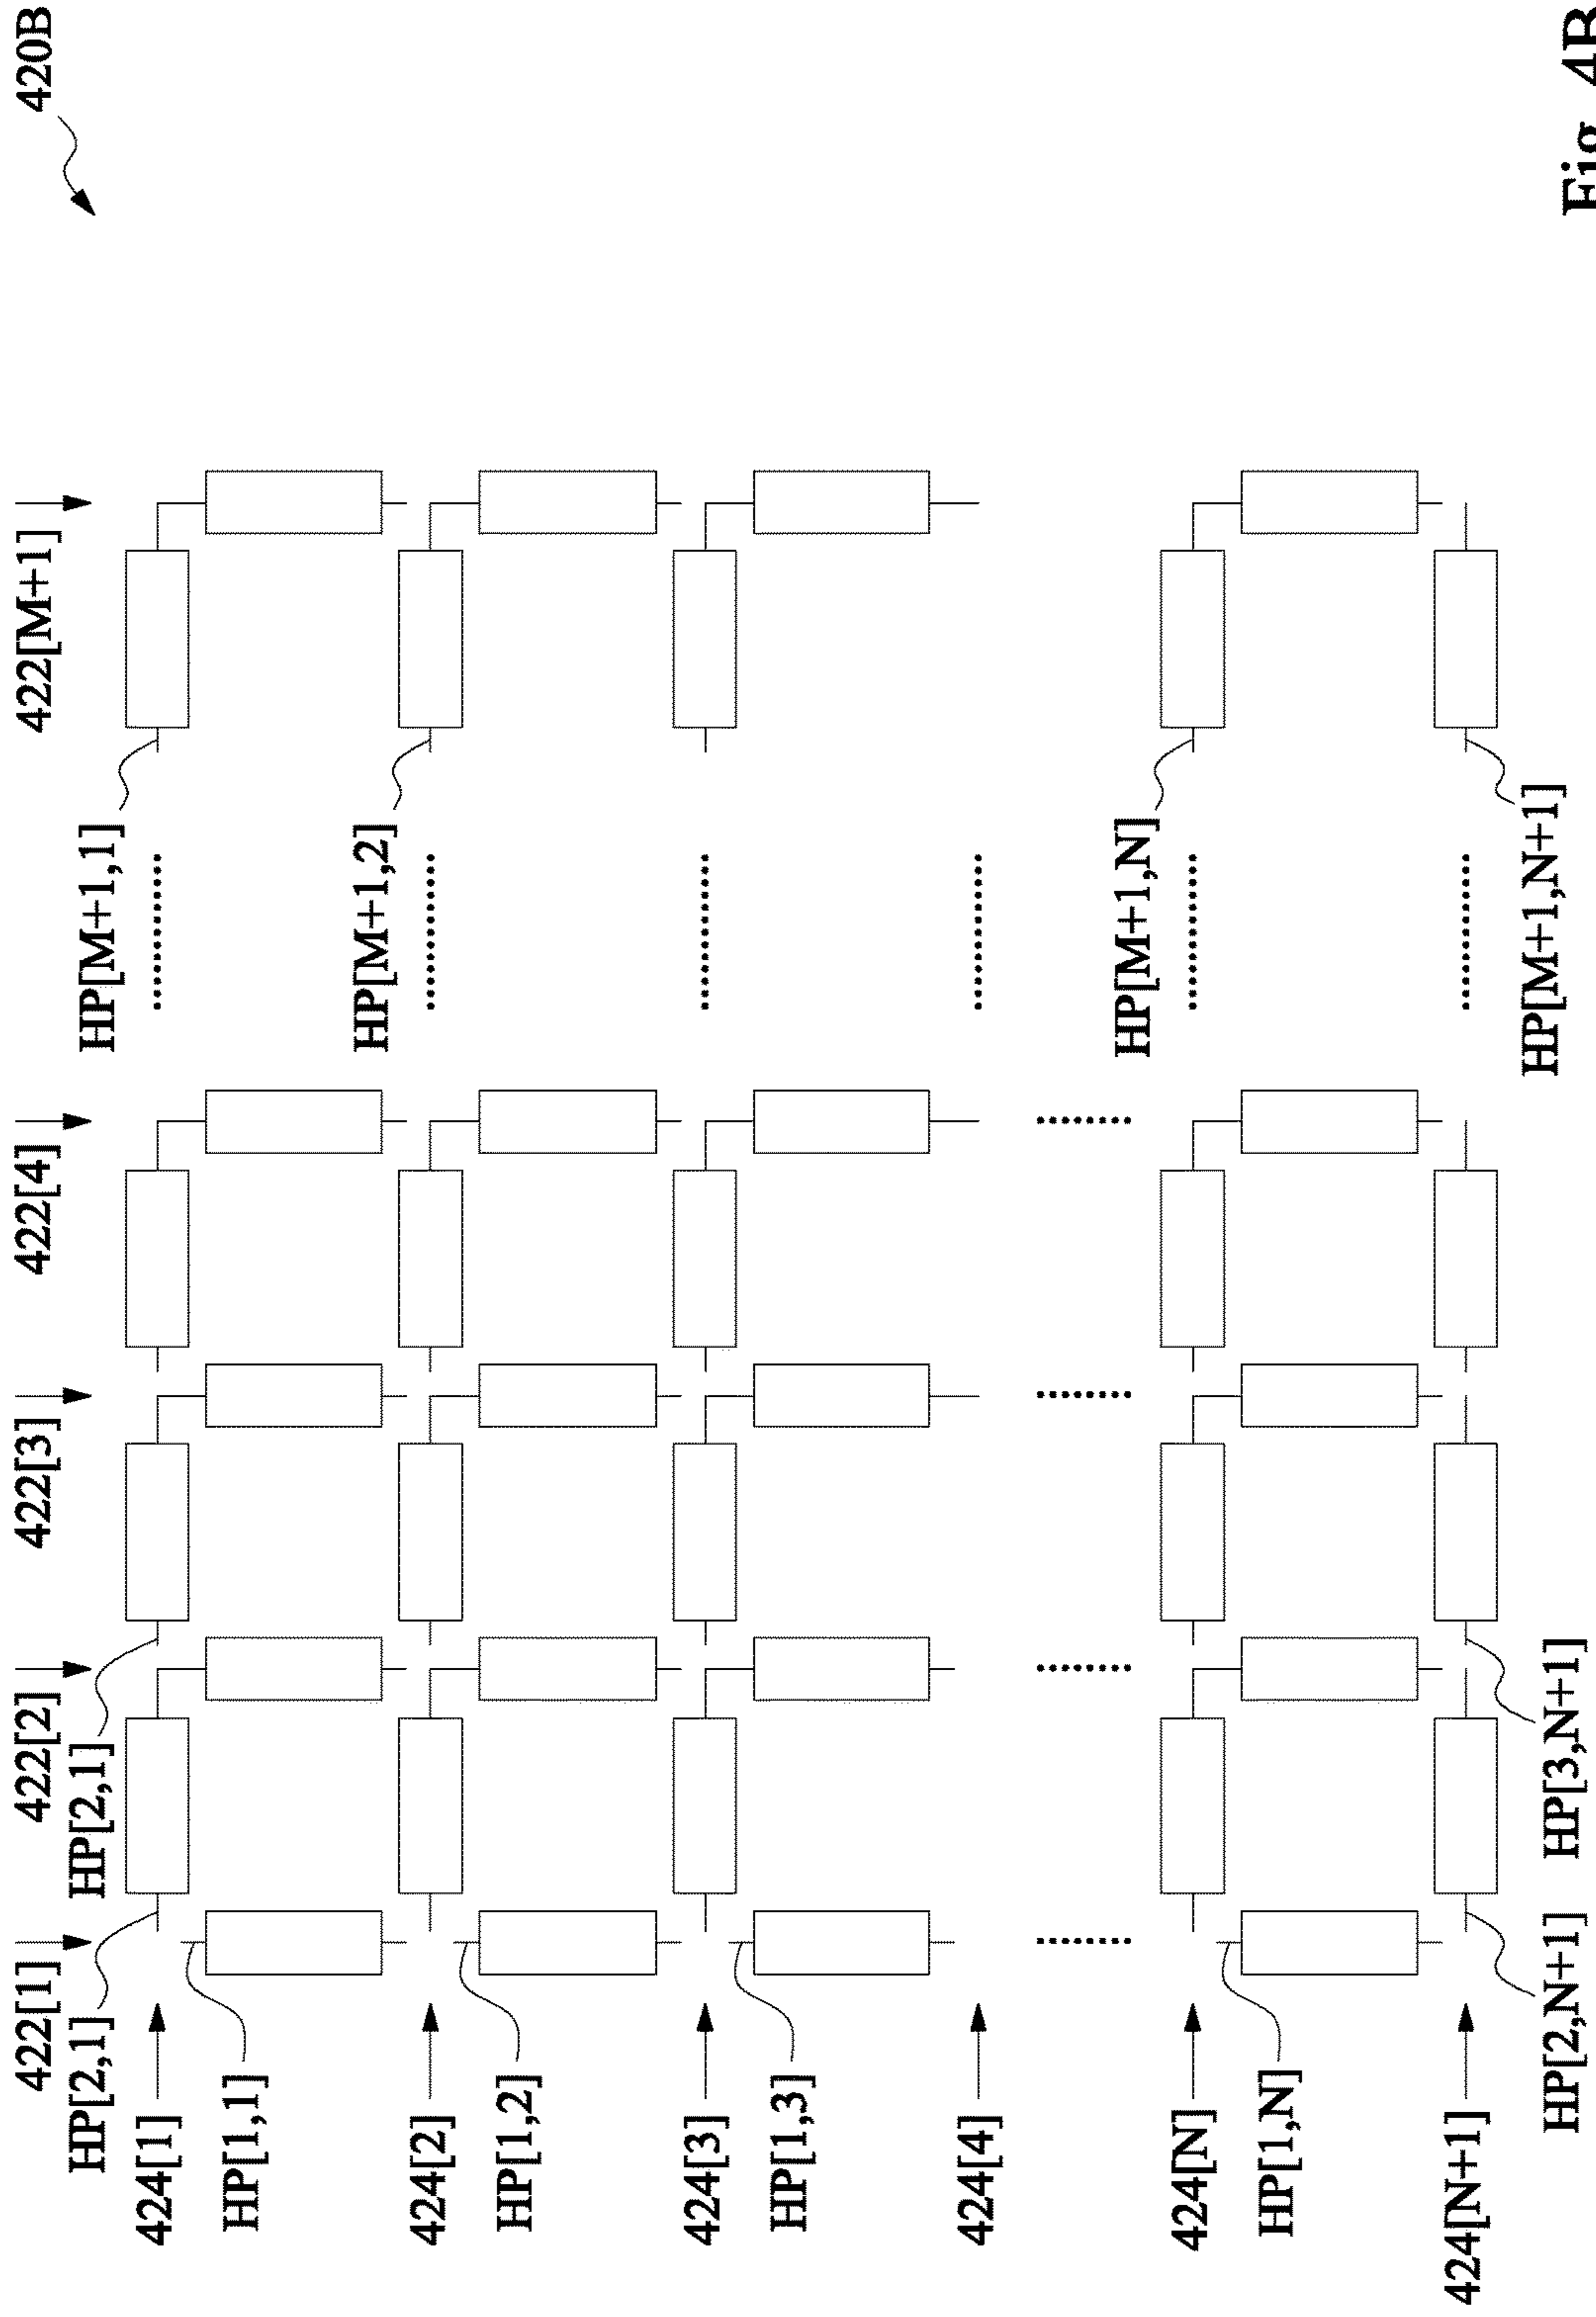 422[1]
422[2]
422[3]
422[4]
422[M+1]
420B
HP[2,1]
HP[2,1]
HP[M+1,1]
424[1]
HP[1,1]
HP[M+1,2]
424[2]
HP[1,2]
424[3]
HP[1,3]
424[4]
HP[M+1,N]
424[N]
HP[1,N]
424[N+1]
HP[M+1,N+1]
HP[2,N+1]
HP[3,N+1]
Fig. 4B